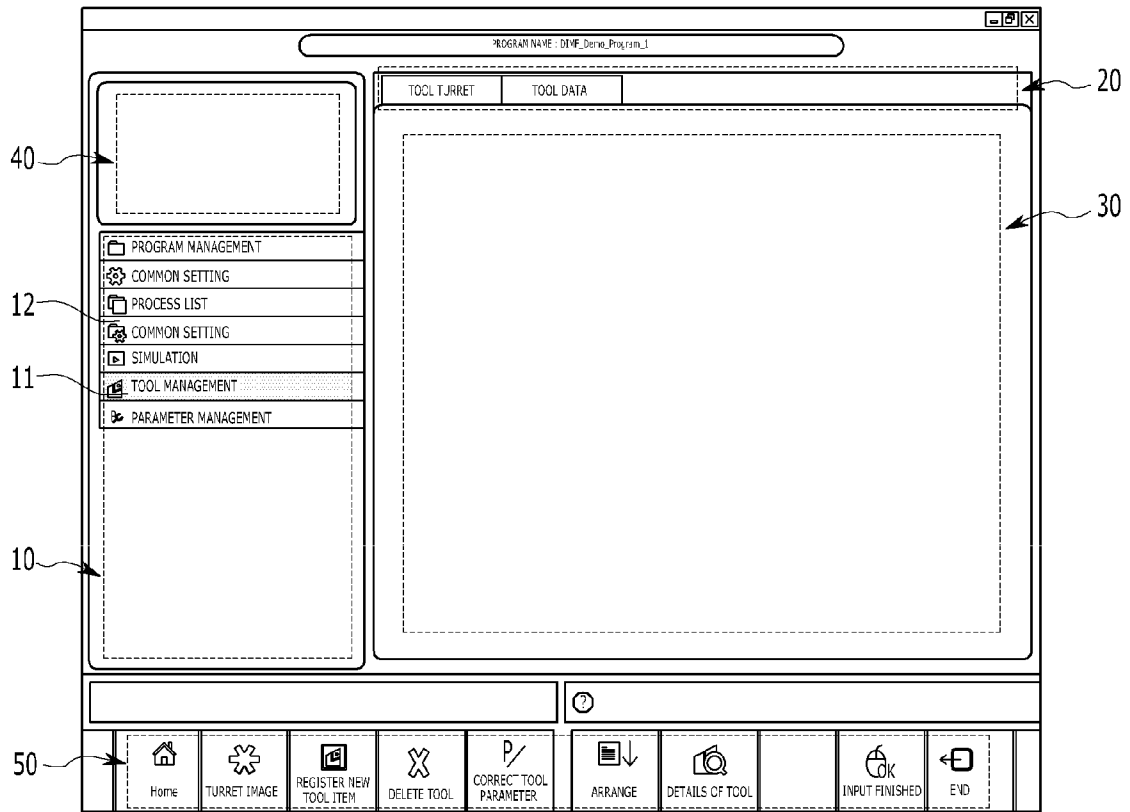 PROGRAM NAME : DIMF_Demo_Program_1
TOOL TURRET
TOOL DATA
20
40
30
PROGRAM MANAGEMENT
COMMON SETTING
PROCESS LIST
12
COMMON SETTING
SIMULATION
11
TOOL MANAGEMENT
PARAMETER MANAGEMENT
10
?
50
Home
TURRET IMAGE
REGISTER NEW
TOOL ITEM
DELETE TOOL
P/
CORRECT TOOL
PARAMETER
ARRANGE
DETAILS OF TOOL
OK
INPUT FINISHED
END